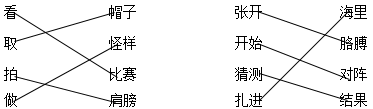 看 帽子 张开 海里
取 怪样 开始 胳膊
拍 比赛 猜测 对阵
做 肩膀 扎进 结果